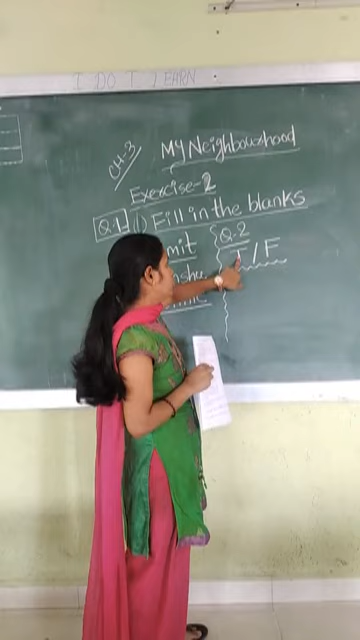 I DO I LEARN
CH-3
MY Neighbourhood
Exercise-2
Q.1 (i) Fill in the blanks
Q-2
T / F